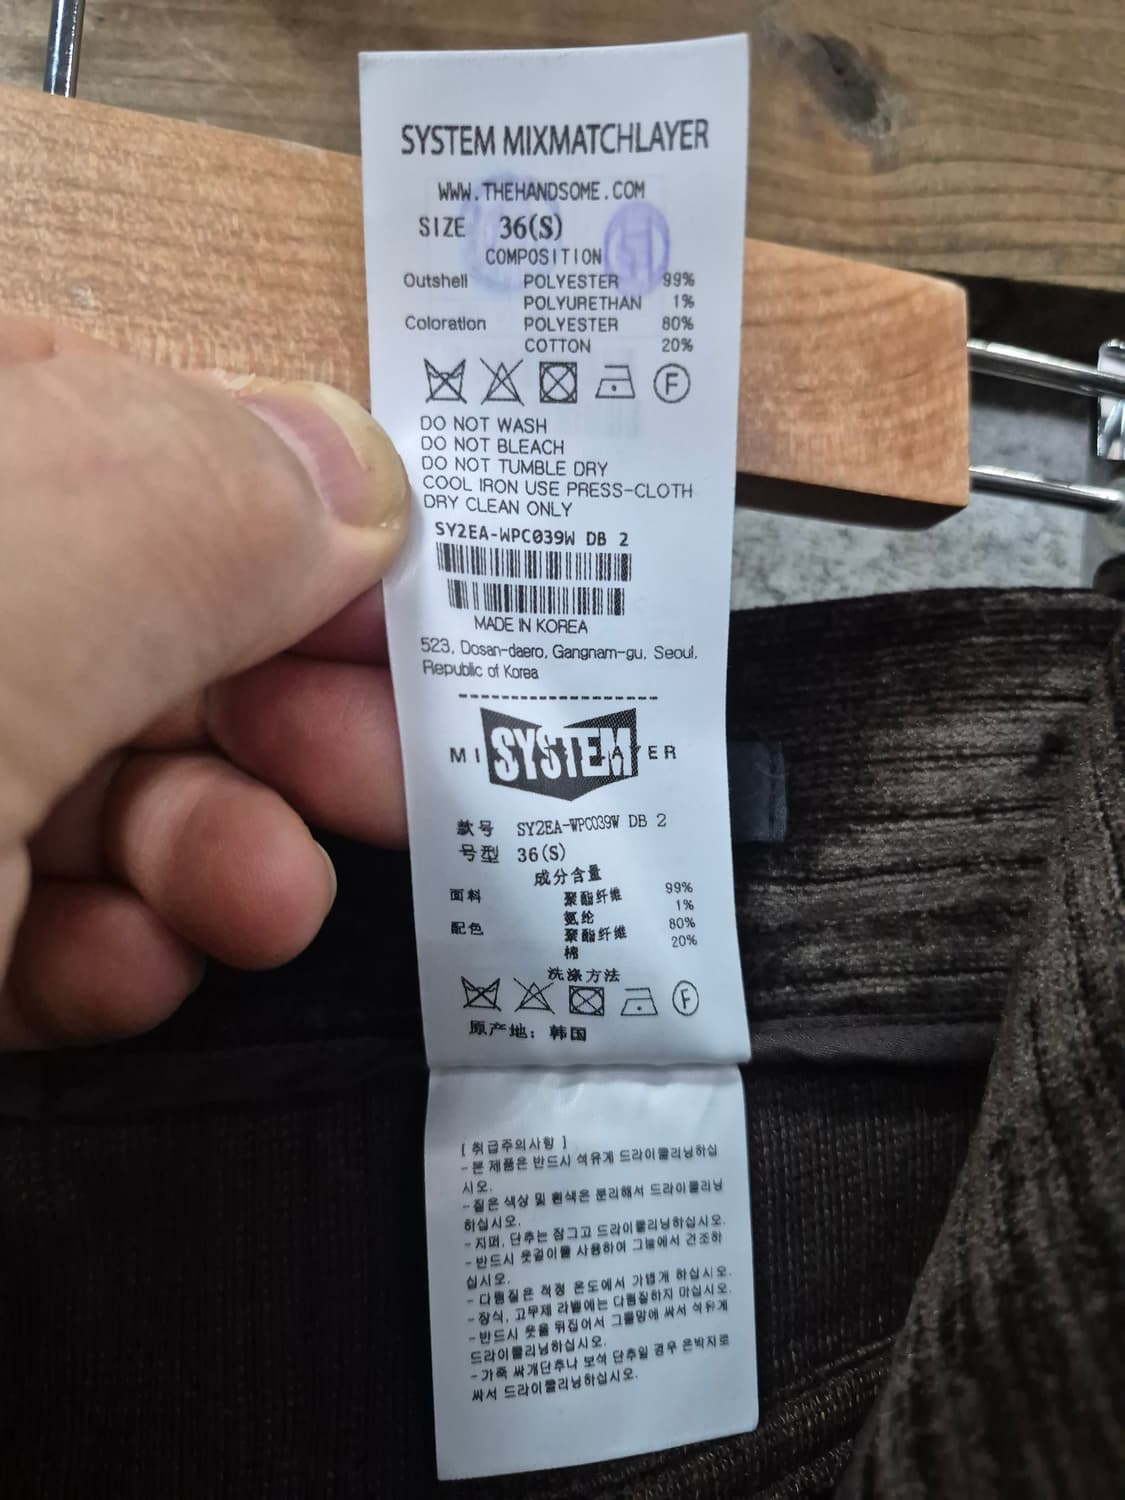 SYSTEM MIXMATCHLAYER
WWW.THEHANDSOME.COM
SIZE 36(S)
COMPOSITION
Outshell POLYESTER 99%
POLYURETHAN 1%
Coloration POLYESTER 80%
COTTON 20%
F
DO NOT WASH
DO NOT BLEACH
DO NOT TUMBLE DRY
COOL IRON USE PRESS-CLOTH
DRY CLEAN ONLY
SY2EA-WPC039W DB 2
MADE IN KOREA
523, Dosan-daero, Gangnam-gu, Seoul,
Republic of Korea
MI SYSTEM AYER
款号 SY2EA-WPC039W DB 2
号型 36(S)
成分含量
面料 聚酯纤维 99%
氨纶 1%
配色 聚酯纤维 80%
棉 20%
洗涤方法
F
原产地: 韩国
[ 취급주의사항 ]
- 본 제품은 반드시 석유계 드라이클리닝하십
시오.
- 짙은 색상 및 흰색은 분리해서 드라이클리닝
하십시오.
- 지퍼, 단추는 잠그고 드라이클리닝하십시오.
- 반드시 옷걸이를 사용하여 그늘에서 건조하
십시오.
- 다림질은 적정 온도에서 가볍게 하십시오.
- 장식, 고무제 라벨에는 다림질하지 마십시오.
- 반드시 옷을 뒤집어서 그물망에 싸서 석유계
드라이클리닝하십시오.
- 가죽 싸개단추나 보석 단추일 경우 은박지로
싸서 드라이클리닝하십시오.